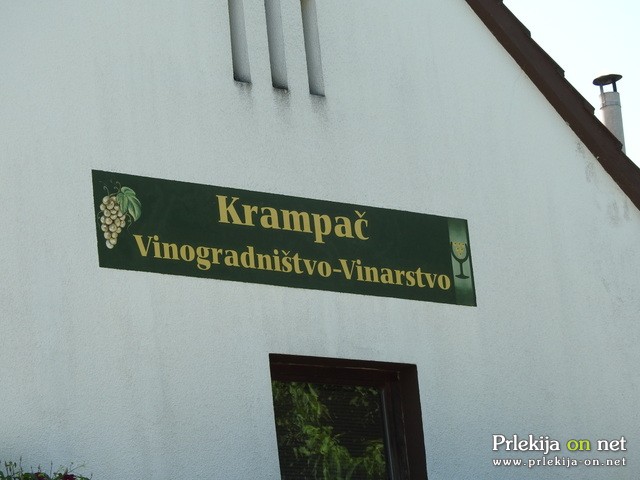 Krampač
Vinogradništvo-Vinarstvo
Prlekija on net
www.prlekija-on.net